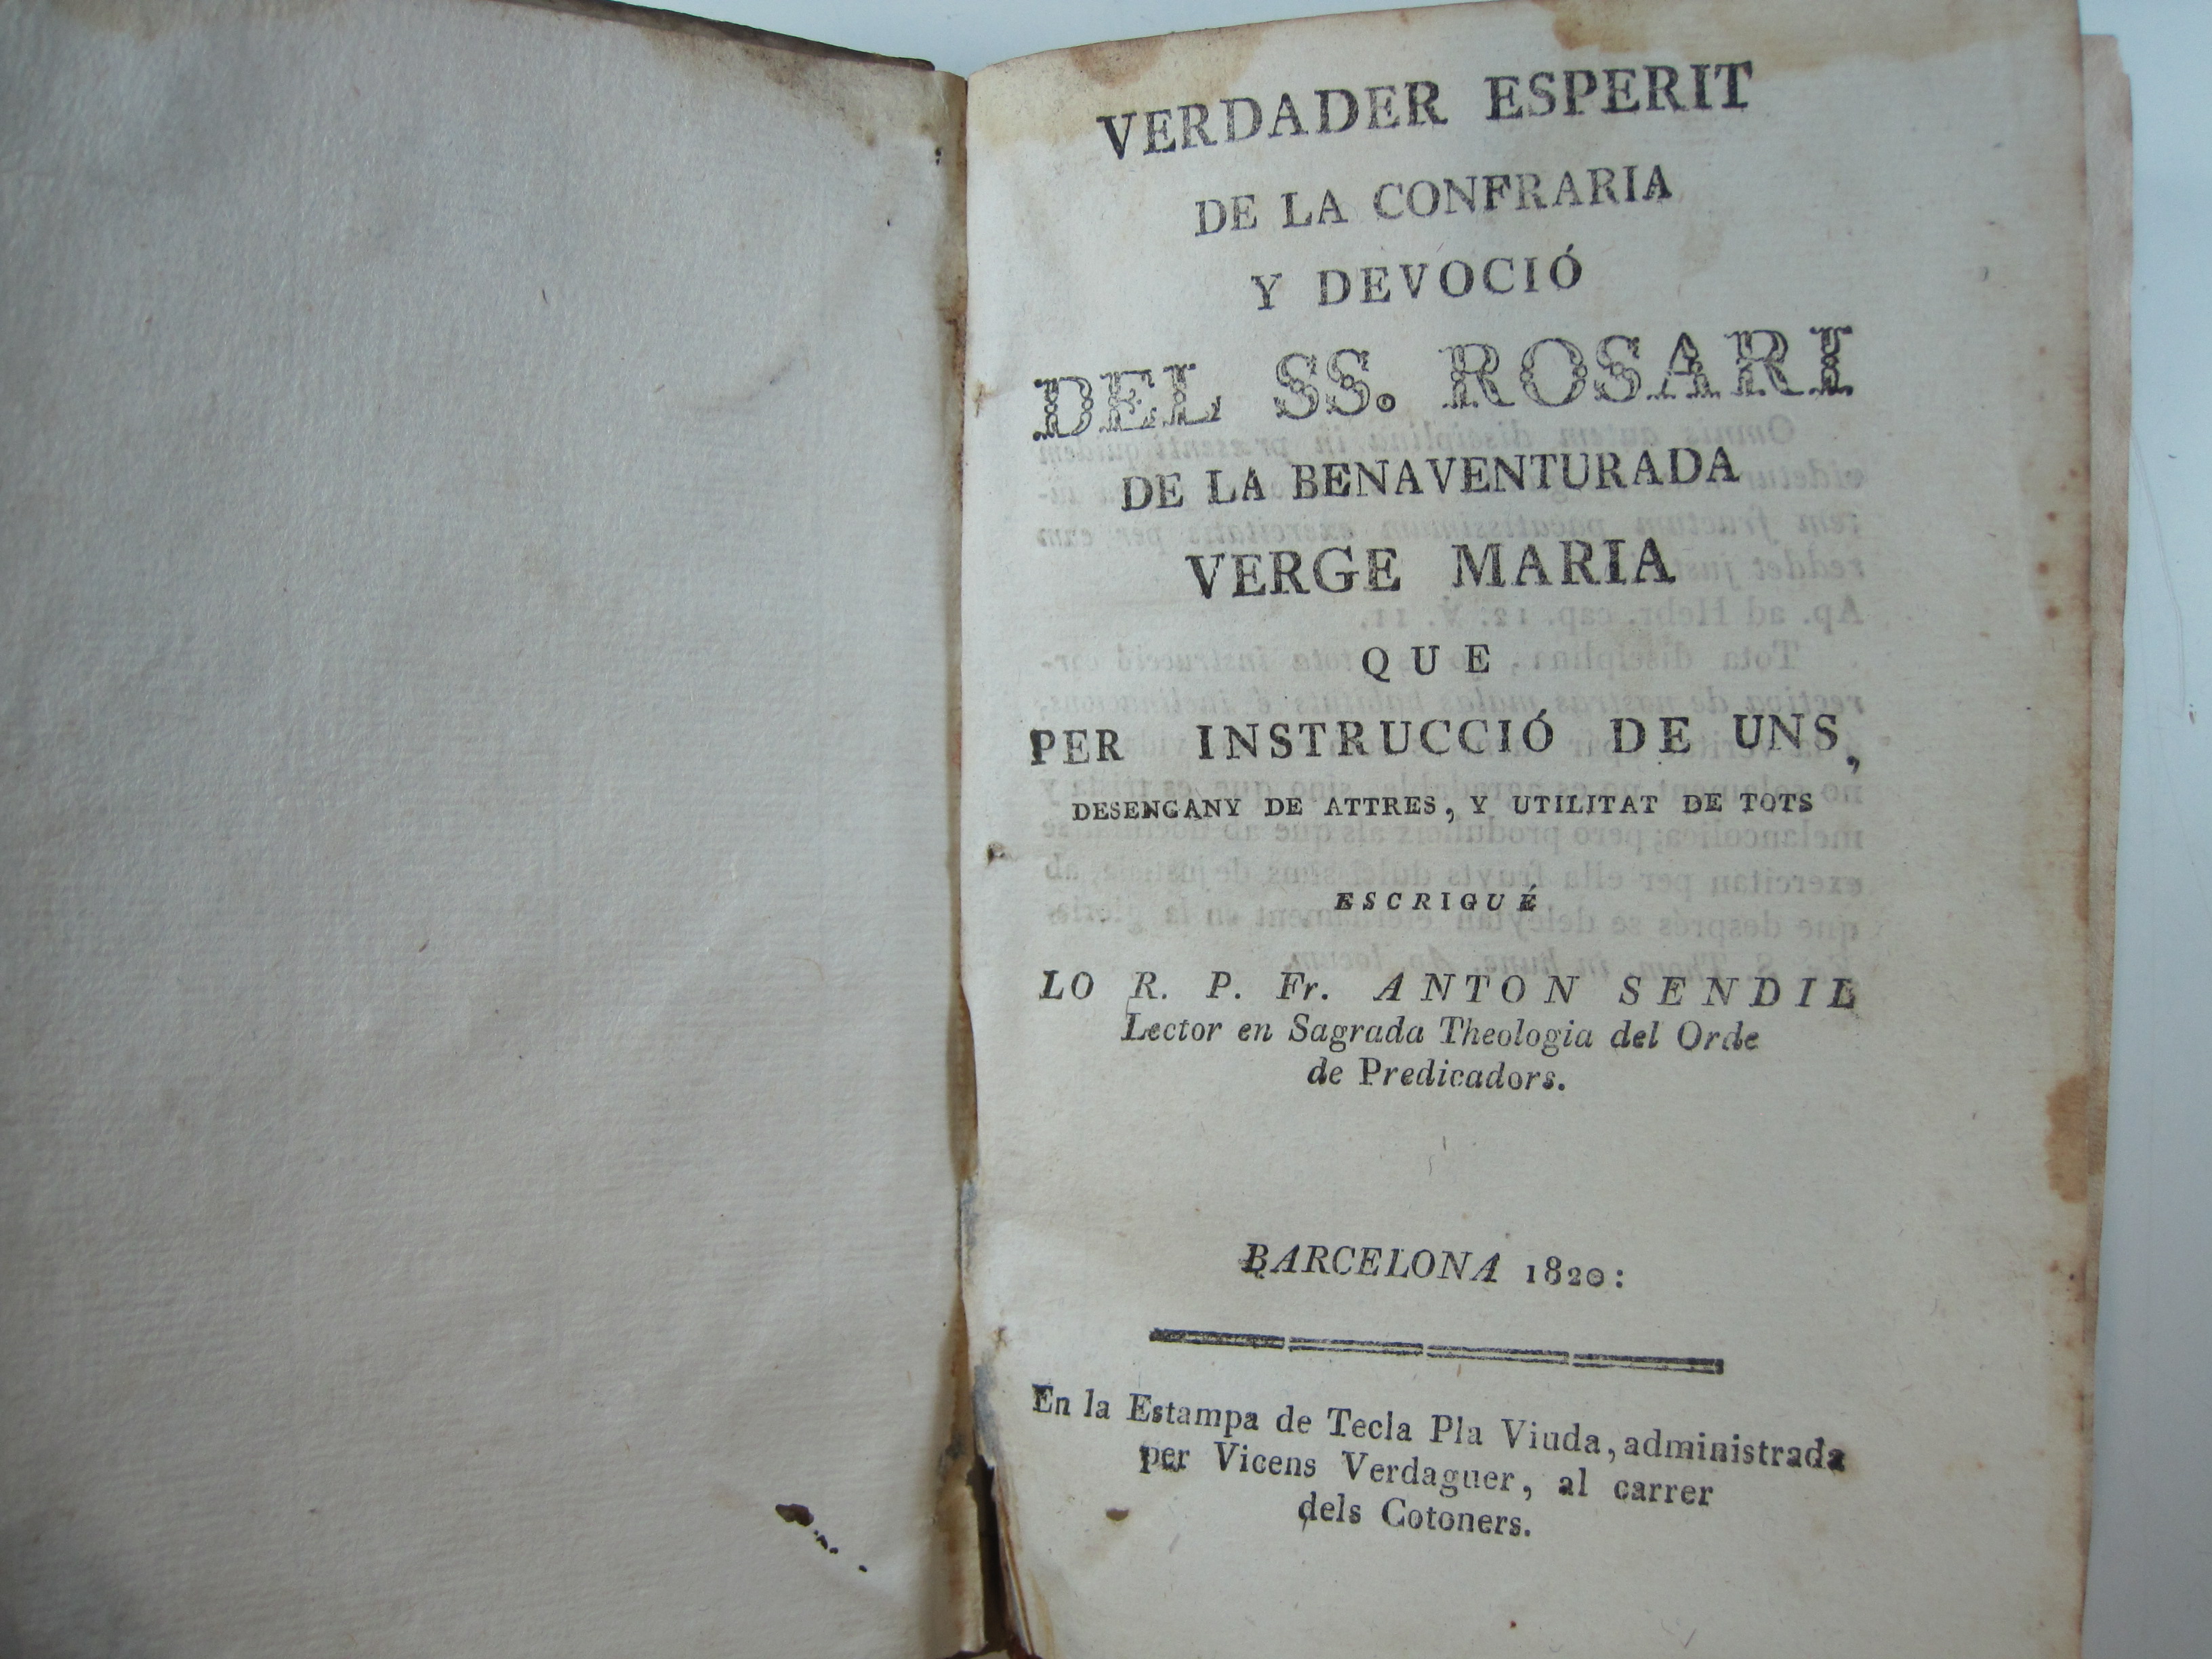 VERDADER ESPERIT
DE LA CONFRARIA
Y DEVOCIÓ
DEL SS. ROSARI
DE LA BENAVENTURADA
VERGE MARIA
QUE
PER INSTRUCCIÓ DE UNS,
DESENGANY DE ATTRES, Y UTILITAT DE TOTS
ESCRIGUÉ
LO R. P. Fr. ANTON SENDIL
Lector en Sagrada Theologia del Orde
de Predicadors.
BARCELONA 1820:
En la Estampa de Tecla Pla Viuda, administrada
per Vicens Verdaguer, al carrer
dels Cotoners.